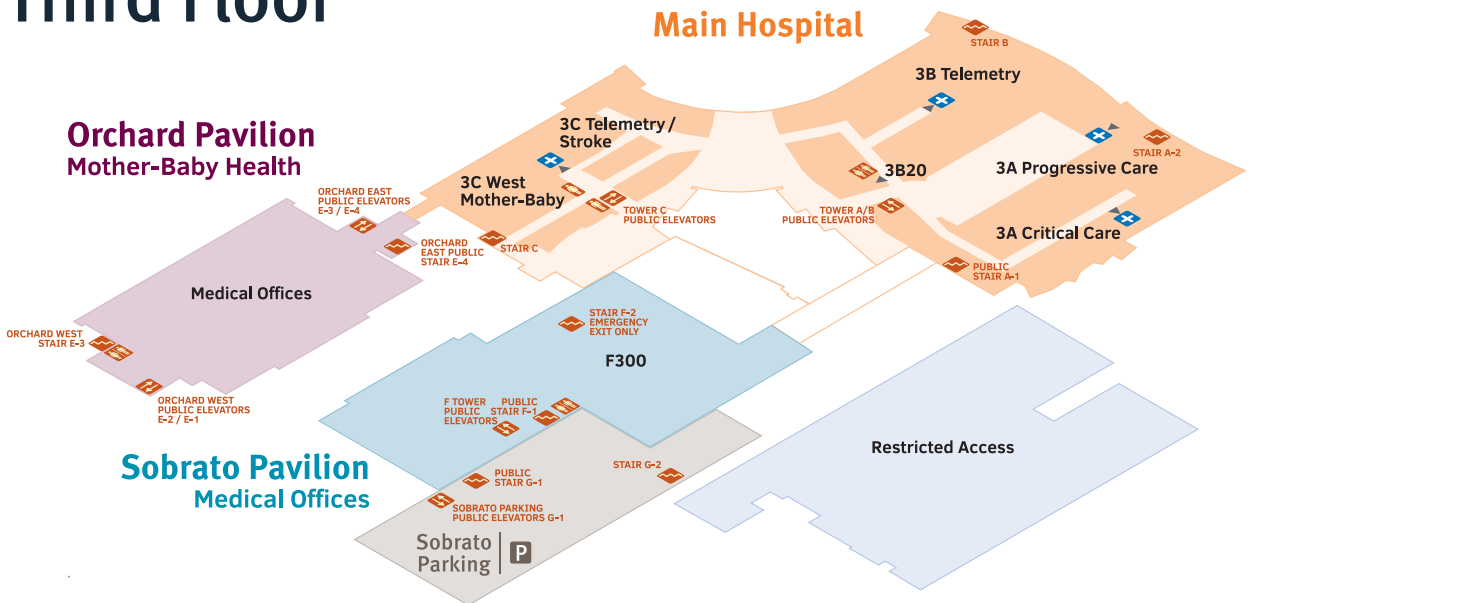 Third Floor
Main Hospital
STAIR B
3B Telemetry
3C Telemetry/
Stroke
Orchard Pavilion
Mother-Baby Health
STAIR A-2
3A Progressive Care
3B20
3C West
Mother-Baby
ORCHARD EAST
PUBLIC ELEVATORS
E-3 / E-4
TOWER C
PUBLIC ELEVATORS
TOWER A/B
PUBLIC ELEVATORS
3A Critical Care
ORCHARD
EAST PUBLIC
STAIR E-4
STAIR C
PUBLIC
STAIR A-1
Medical Offices
STAIR F-2
EMERGENCY
EXIT ONLY
ORCHARD WEST
STAIR E-3
F300
ORCHARD WEST
PUBLIC ELEVATORS
E-2 / E-1
F TOWER
PUBLIC
ELEVATORS
PUBLIC
STAIR F-1
Restricted Access
Sobrato Pavilion
Medical Offices
STAIR G-2
PUBLIC
STAIR G-1
SOBRATO PARKING
PUBLIC ELEVATORS G-1
Sobrato
Parking
P